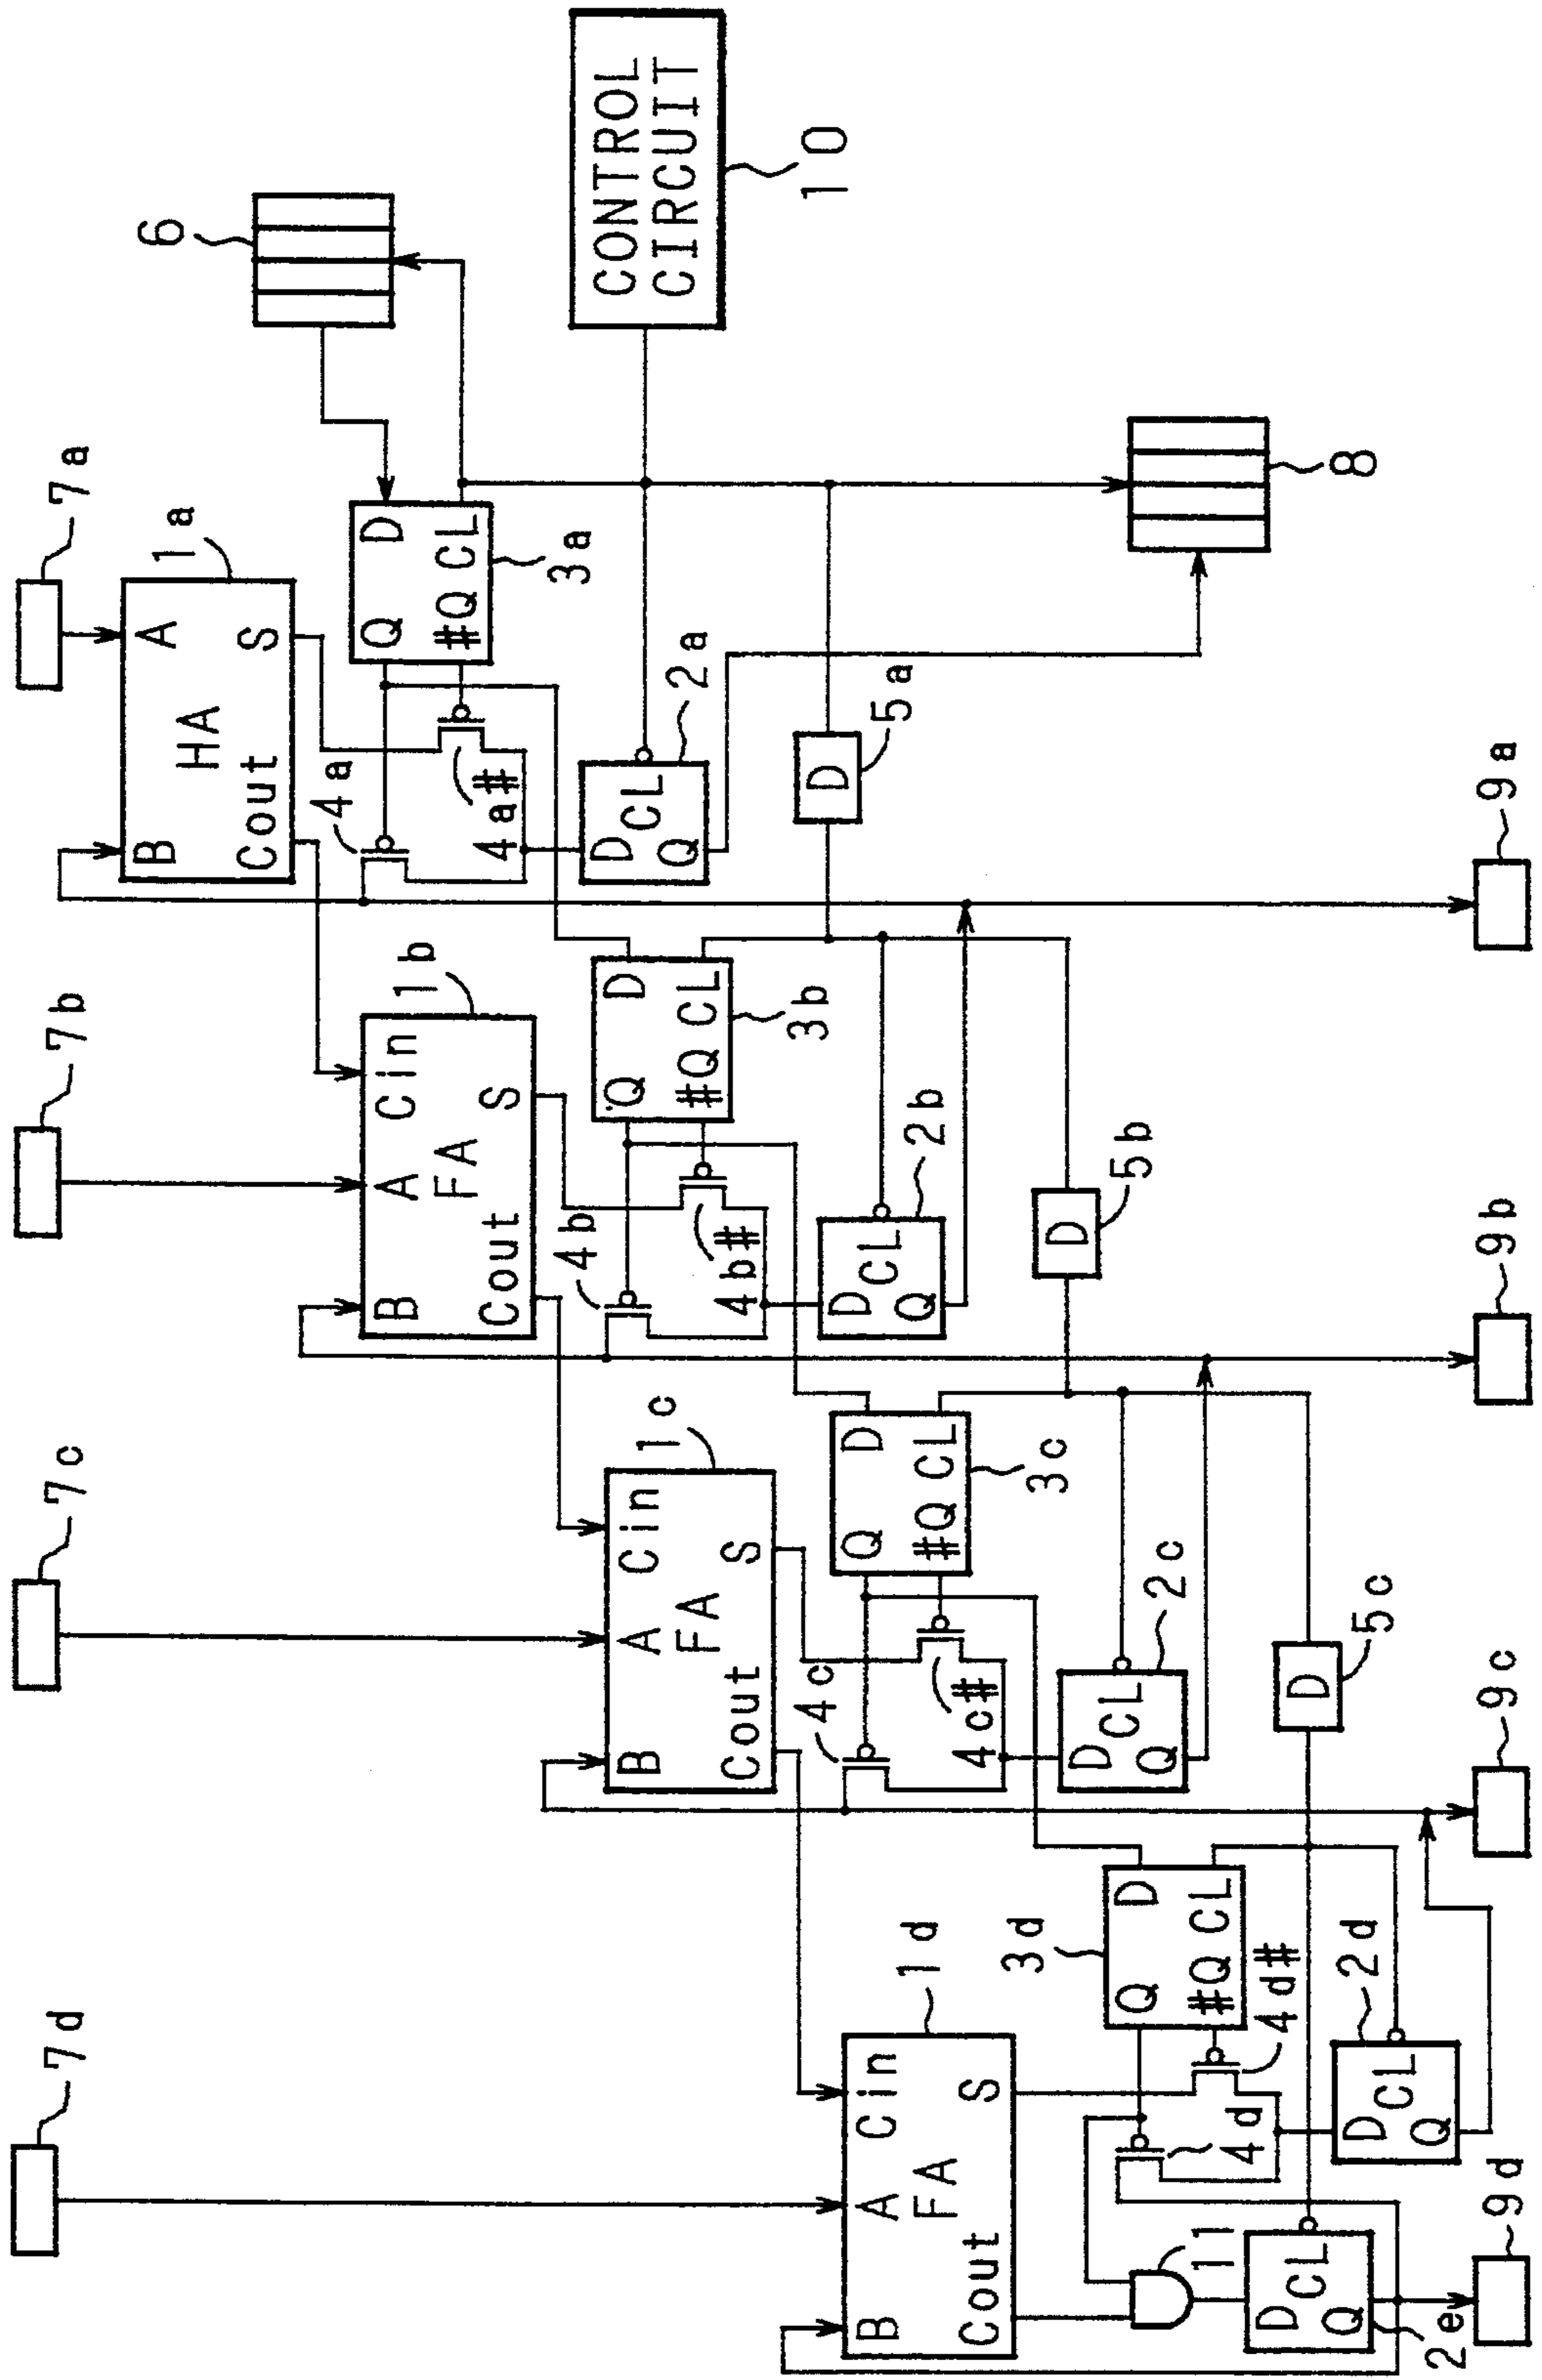 7d
7c
7b
7a
6
B
Cout
HA
A
S
1a
4a
4a#
Q
D
#Q CL
3a
CONTROL
CIRCUIT
10
D
CL
Q
2a
D
5a
8
9a
B
Cout
A
FA
Cin
S
1b
4b
4b#
Q
D
#Q CL
3b
D
CL
Q
2b
D
5b
9b
B
Cout
A
FA
Cin
S
1c
4c
4c#
Q
D
#Q CL
3c
D
CL
Q
2c
D
5c
9c
B
Cout
A
FA
Cin
S
1d
3d
Q
D
#Q CL
4d
4d#
11
D
CL
Q
2d
D
CL
Q
2e
9d